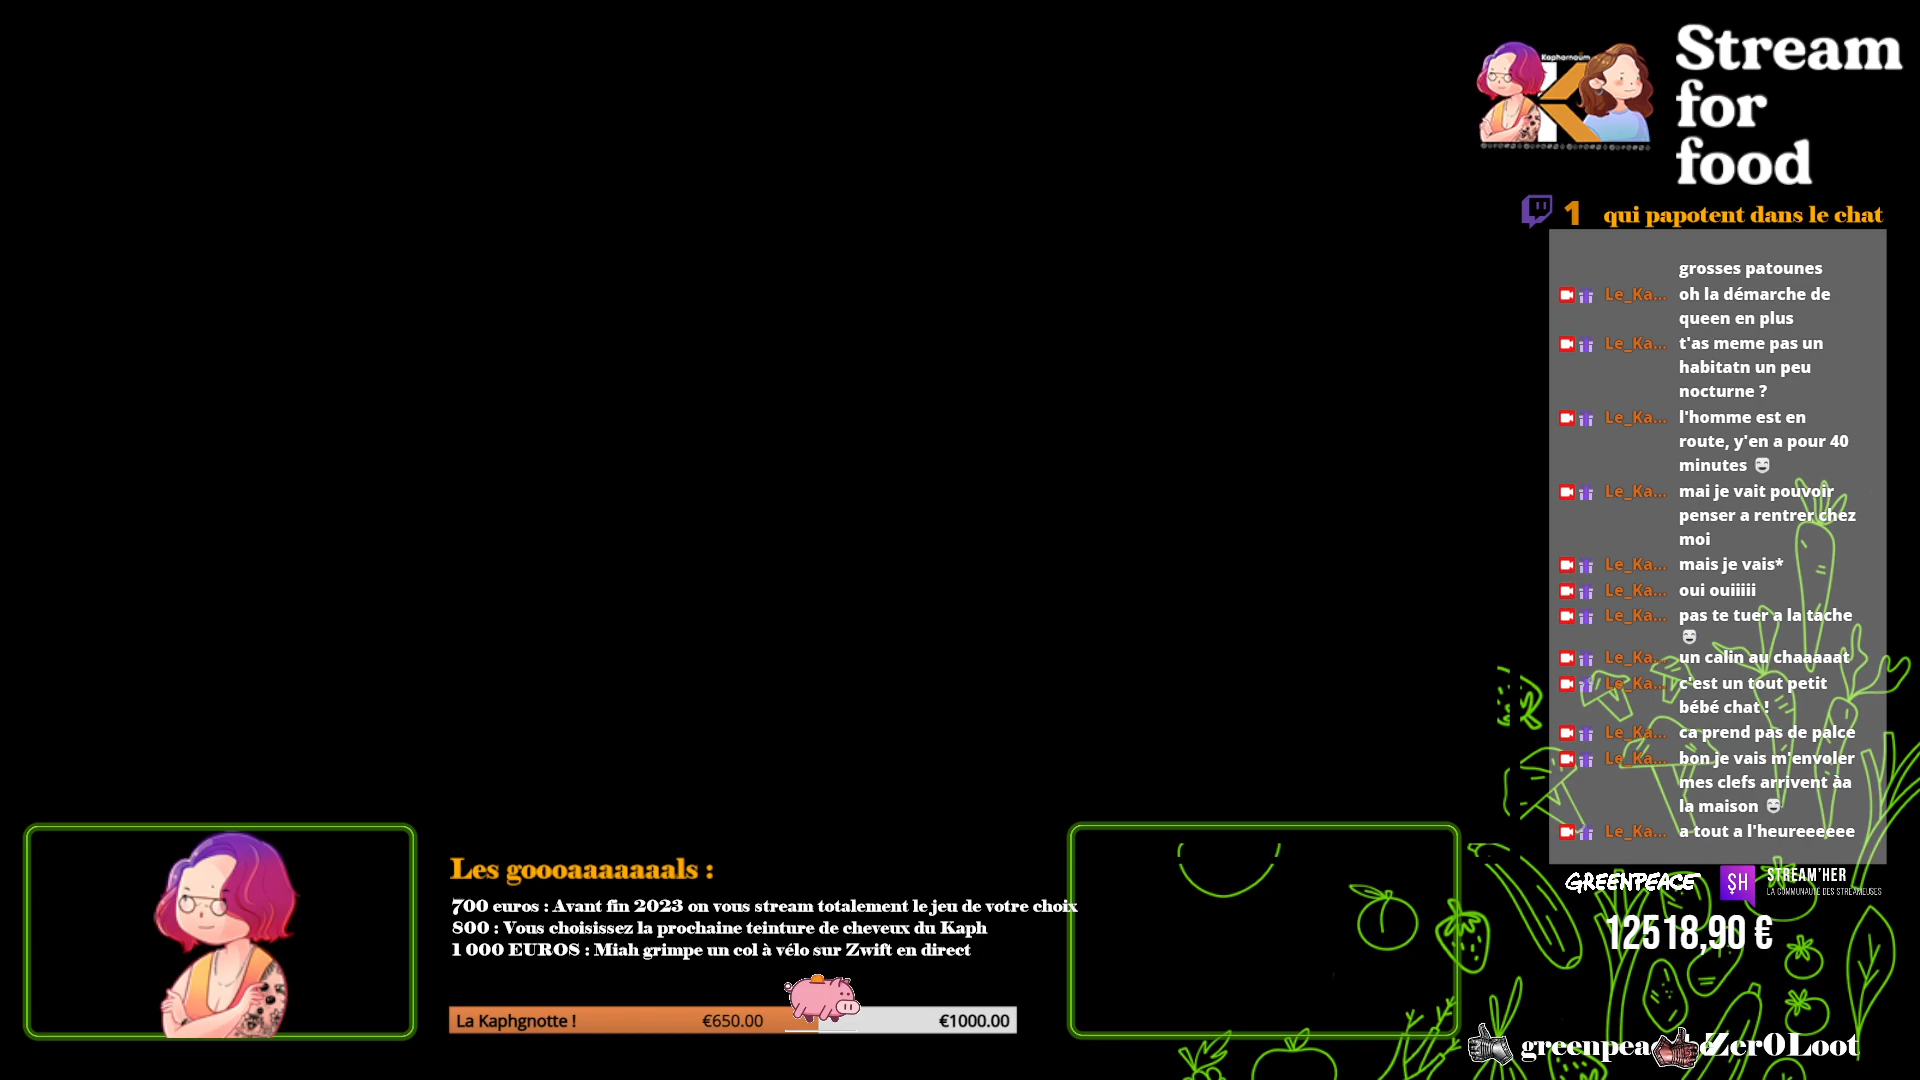 Kapharnaüm
Stream
for
food
1 qui papotent dans le chat
grosses patounes
Le_Ka... oh la démarche de
queen en plus
Le_Ka... t'as meme pas un
habitatn un peu
nocturne ?
Le_Ka... l'homme est en
route, y'en a pour 40
minutes
Le_Ka... mai je vait pouvoir
penser a rentrer chez
moi
Le_Ka... mais je vais*
Le_Ka... oui ouiiiii
Le_Ka... pas te tuer a la tache
Le_Ka... un calin au chaaaaat
Le_Ka... c'est un tout petit
bébé chat !
Le_Ka... ca prend pas de palce
Le_Ka... bon je vais m'envoler
mes clefs arrivent àa
la maison
Le_Ka... a tout a l'heureeeeee
GREENPEACE
SH STREAM'HER
LA COMMUNAUTÉ DES STREAMEUSES
12518,90 €
Les goooaaaaaaals :
700 euros : Avant fin 2023 on vous stream totalement le jeu de votre choix
800 : Vous choisissez la prochaine teinture de cheveux du Kaph
1 000 EUROS : Miah grimpe un col à vélo sur Zwift en direct
La Kaphgnotte ! €650.00 €1000.00
ZerOLoot